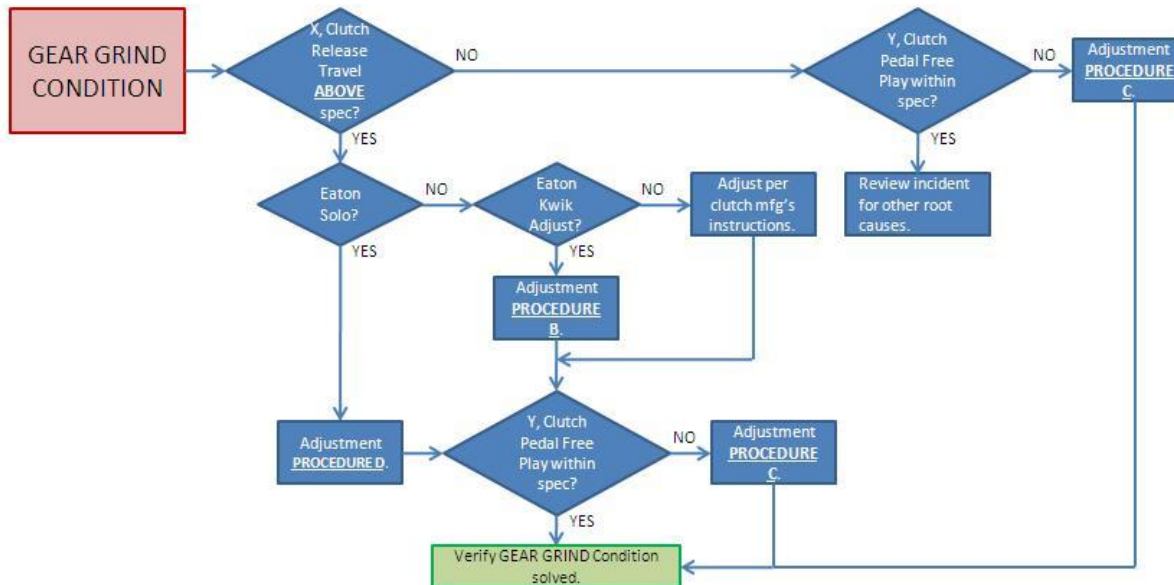 GEAR GRIND
CONDITION
X, Clutch
Release
Travel
ABOVE
spec?
NO
Y, Clutch
Pedal Free
Play within
spec?
NO
Adjustment
PROCEDURE
C.
YES
YES
Eaton
Solo?
NO
Eaton
Kwik
Adjust?
NO
Adjust per
clutch mfg's
instructions.
Review incident
for other root
causes.
YES
YES
Adjustment
PROCEDURE
B.
Adjustment
PROCEDURE D.
Y, Clutch
Pedal Free
Play within
spec?
NO
Adjustment
PROCEDURE
C.
YES
Verify GEAR GRIND Condition
solved.